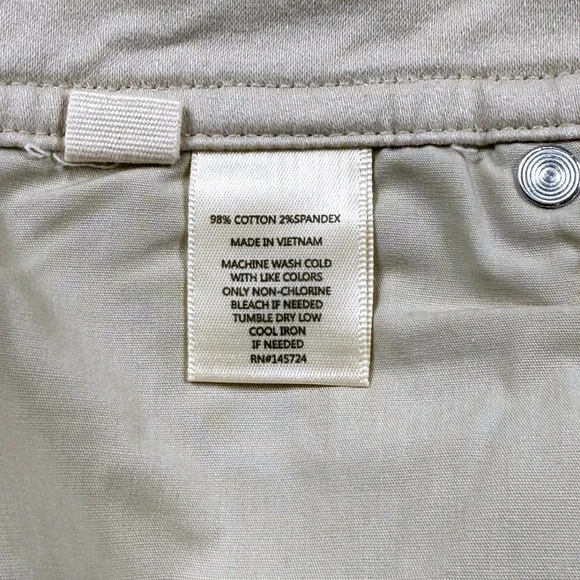 98% COTTON 2%SPANDEX
MADE IN VIETNAM
MACHINE WASH COLD
WITH LIKE COLORS
ONLY NON-CHLORINE
BLEACH IF NEEDED
TUMBLE DRY LOW
COOL IRON
IF NEEDED
RN#145724